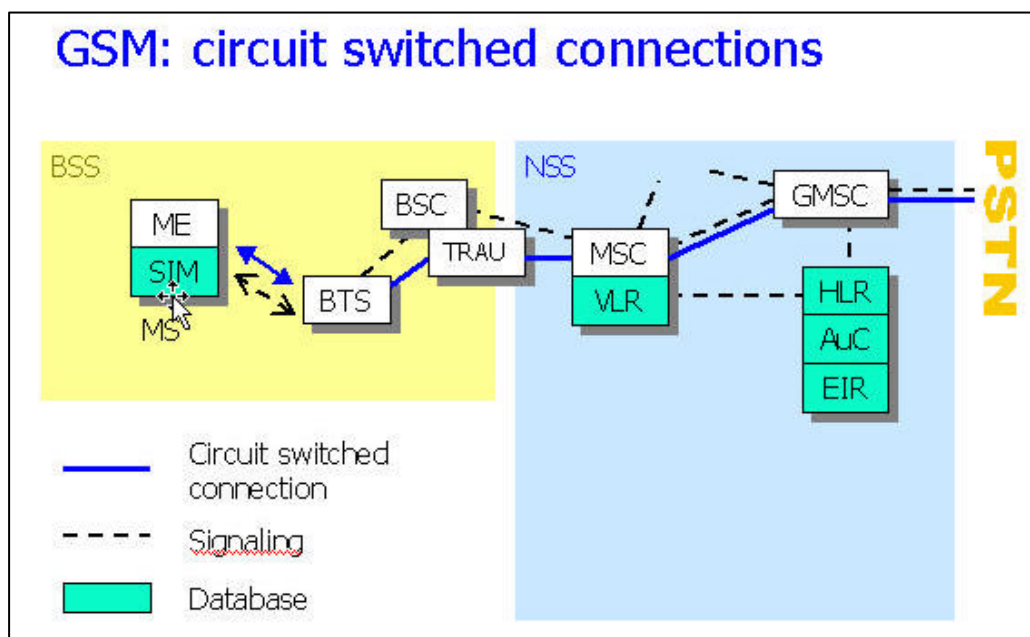 GSM: circuit switched connections
BSS
NSS
PSTN
ME
SIM
MS
BTS
BSC
TRAU
MSC
VLR
GMSC
HLR
AuC
EIR
Circuit switched
connection
Signaling
Database